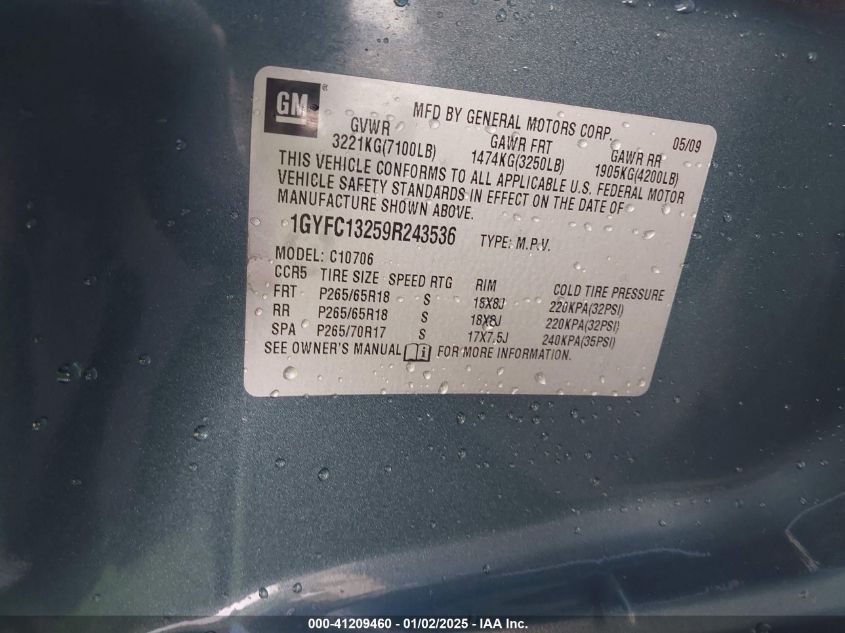 GM ®
MFD BY GENERAL MOTORS CORP. 05/09
GVWR GAWR FRT GAWR RR
3221KG(7100LB) 1474KG(3250LB) 1905KG(4200LB)
THIS VEHICLE CONFORMS TO ALL APPLICABLE U.S. FEDERAL MOTOR
VEHICLE SAFETY STANDARDS IN EFFECT ON THE DATE OF
MANUFACTURE SHOWN ABOVE.
1GYFC13259R243536 TYPE: M.P.V.
MODEL: C10706
CCR5 TIRE SIZE SPEED RTG RIM COLD TIRE PRESSURE
FRT P265/65R18 S 18X8J 220KPA(32PSI)
RR P265/65R18 S 18X8J 220KPA(32PSI)
SPA P265/70R17 S 17X7.5J 240KPA(35PSI)
SEE OWNER'S MANUAL FOR MORE INFORMATION.
000-41209460 - 01/02/2025 - IAA Inc.